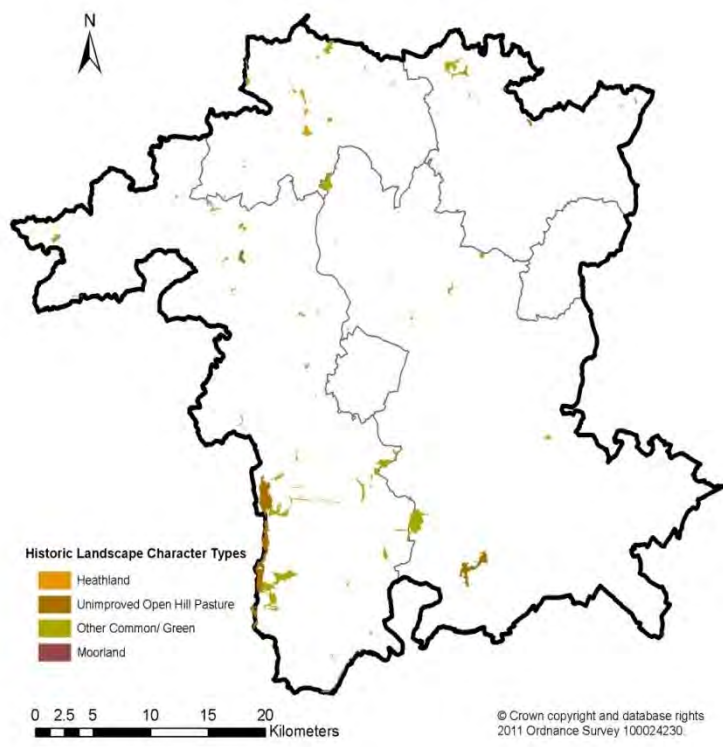 N
Historic Landscape Character Types
Heathland
Unimproved Open Hill Pasture
Other Common/ Green
Moorland
0 2.5 5 10 15 20
Kilometers
© Crown copyright and database rights
2011 Ordnance Survey 100024230.